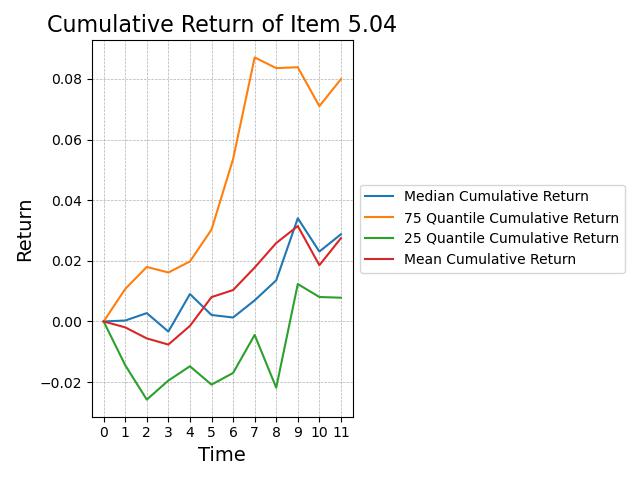 Cumulative Return of Item 5.04
0.08
0.06
0.04
0.02
0.00
−0.02
Return
0 1 2 3 4 5 6 7 8 9 10 11
Time
Median Cumulative Return
75 Quantile Cumulative Return
25 Quantile Cumulative Return
Mean Cumulative Return